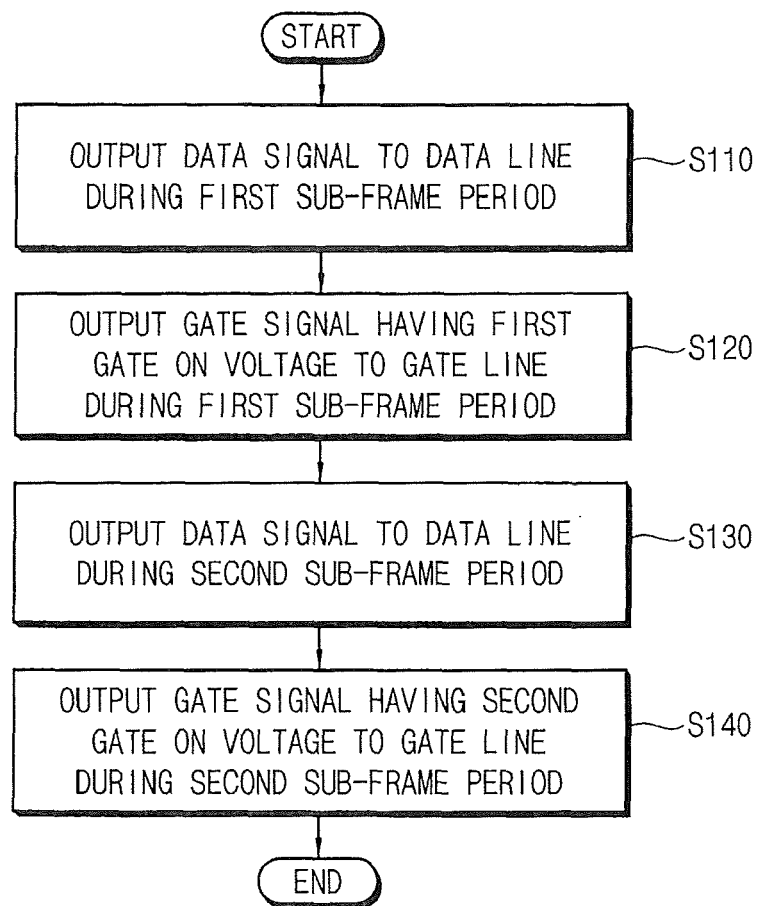 START
OUTPUT DATA SIGNAL TO DATA LINE
DURING FIRST SUB-FRAME PERIOD
S110
OUTPUT GATE SIGNAL HAVING FIRST
GATE ON VOLTAGE TO GATE LINE
DURING FIRST SUB-FRAME PERIOD
S120
OUTPUT DATA SIGNAL TO DATA LINE
DURING SECOND SUB-FRAME PERIOD
S130
OUTPUT GATE SIGNAL HAVING SECOND
GATE ON VOLTAGE TO GATE LINE
DURING SECOND SUB-FRAME PERIOD
S140
END